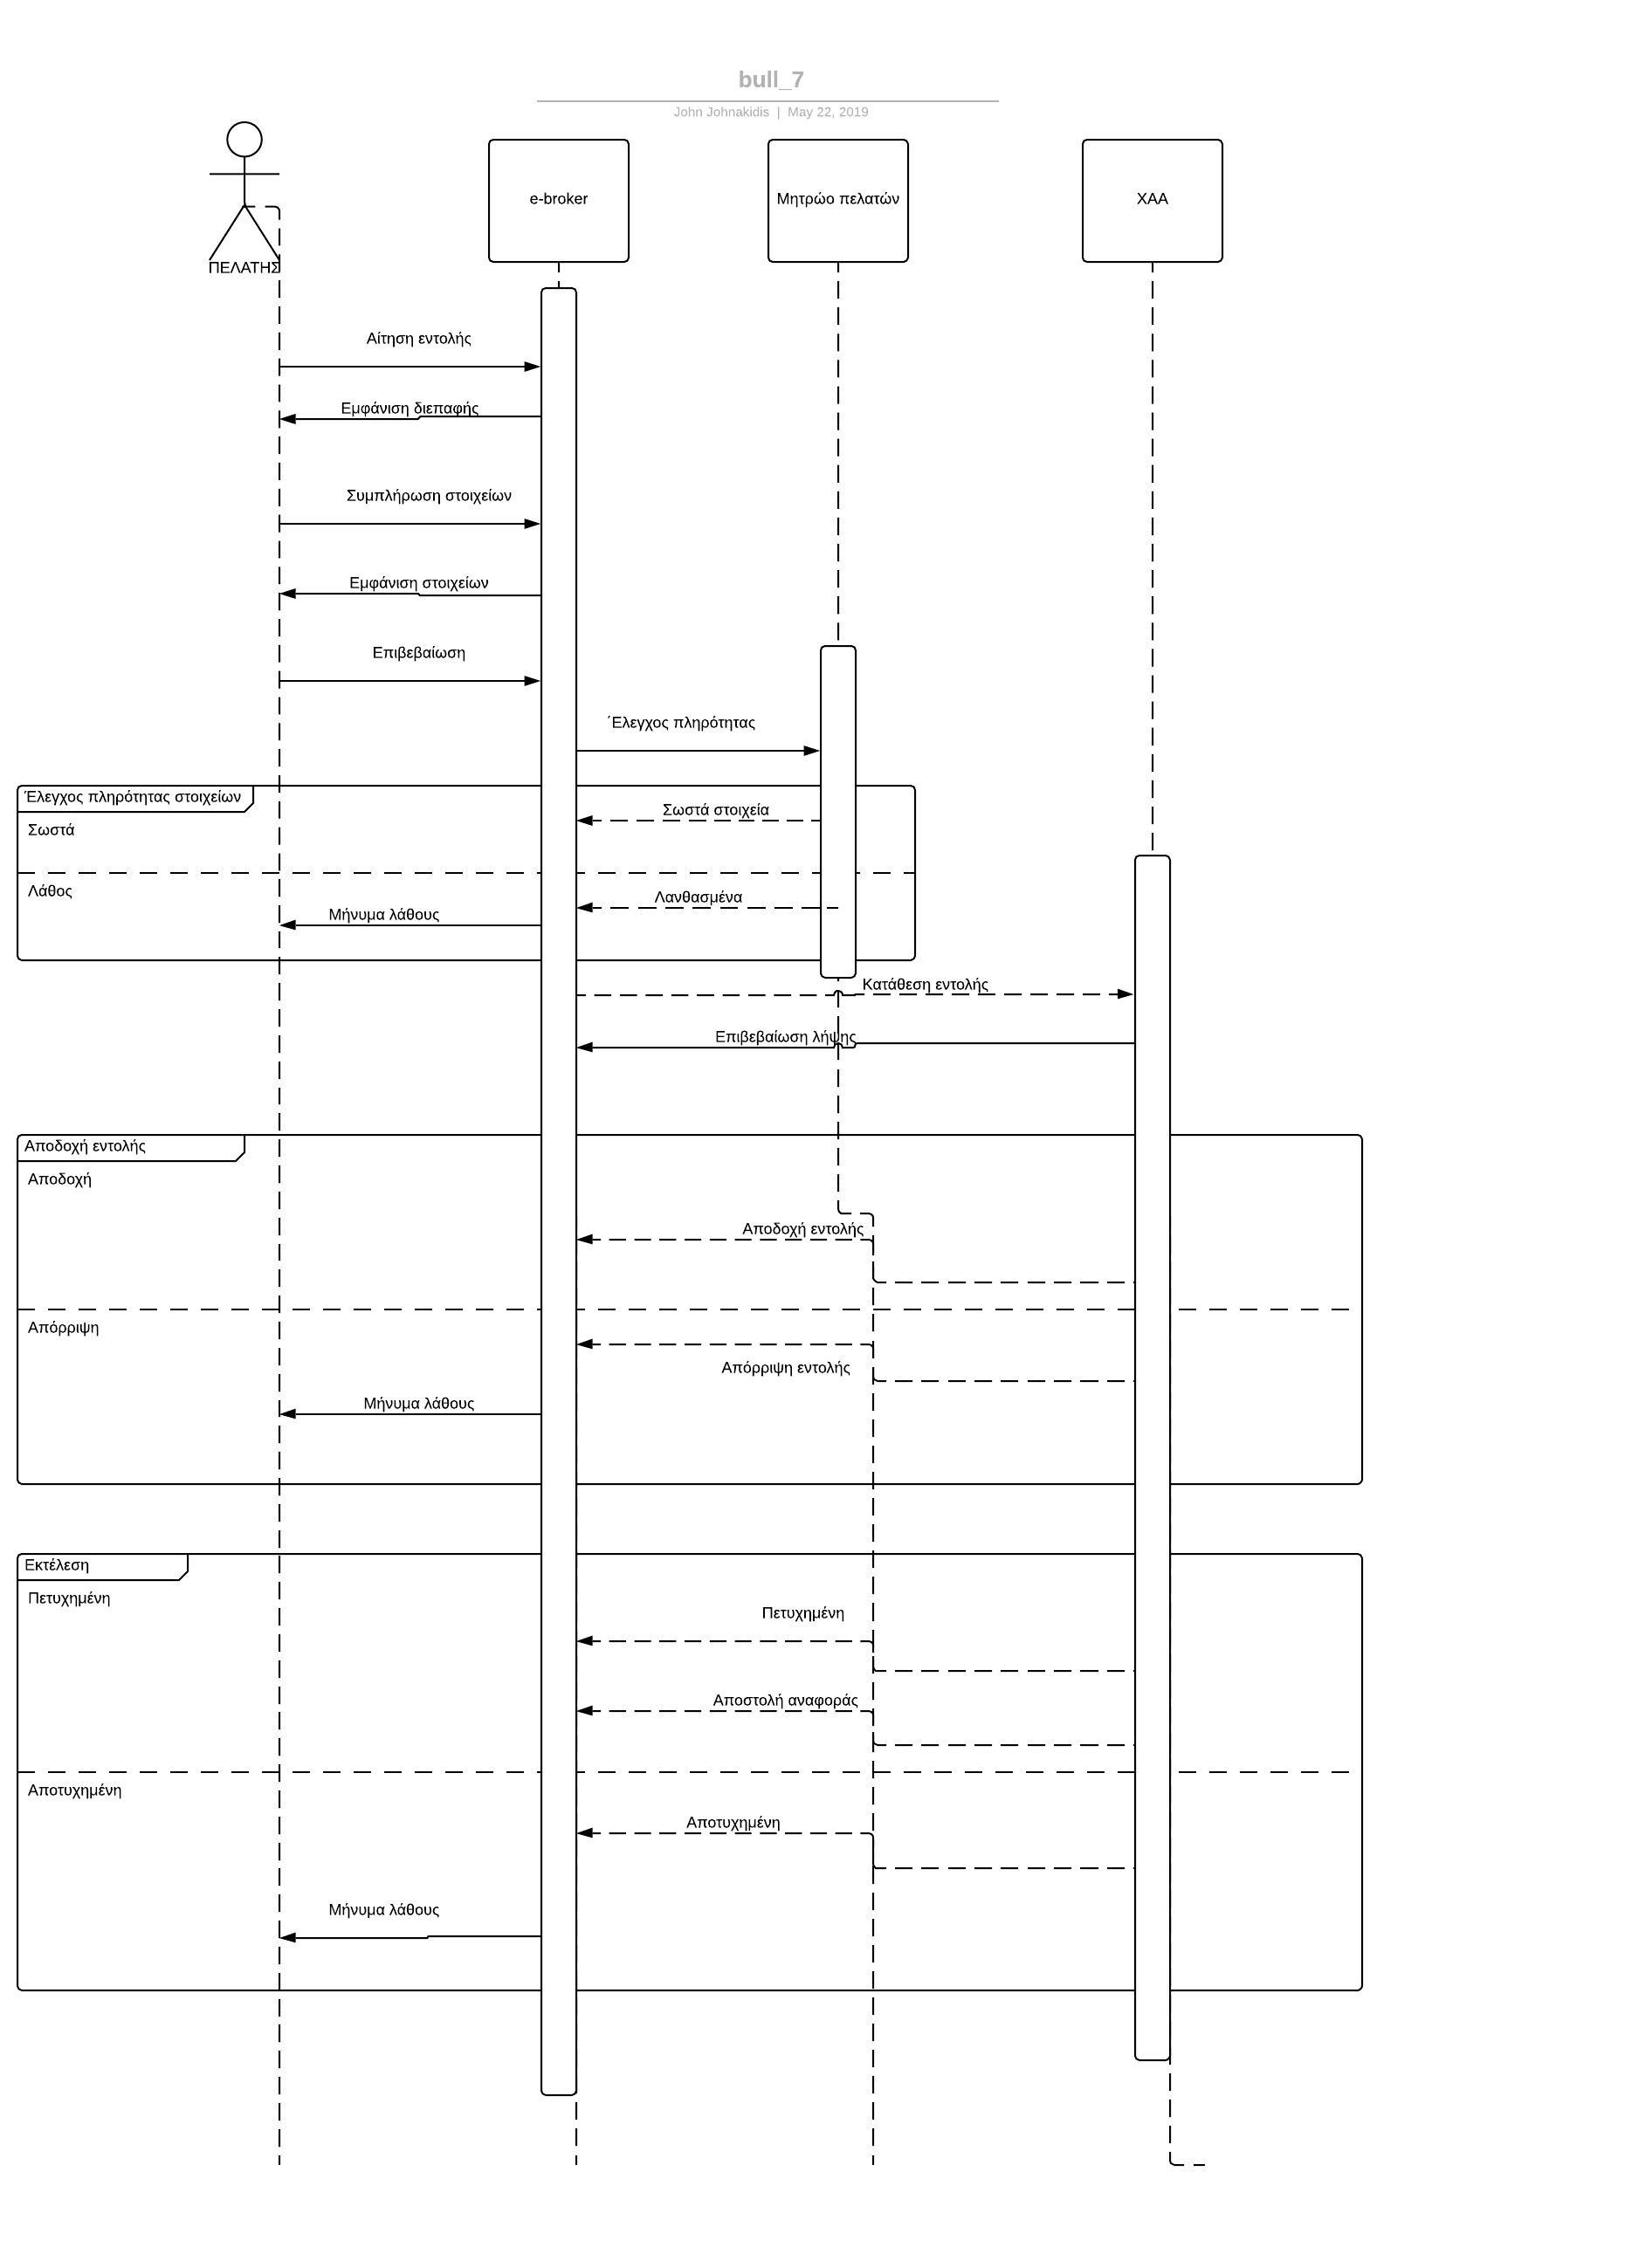 bull_7
John Johnakidis | May 22, 2019
ΠΕΛΑΤΗΣ
e-broker
Μητρώο πελατών
ΧΑΑ
Αίτηση εντολής
Εμφάνιση διεπαφής
Συμπλήρωση στοιχείων
Εμφάνιση στοιχείων
Επιβεβαίωση
΄Ελεγχος πληρότητας
Έλεγχος πληρότητας στοιχείων
Σωστά στοιχεία
Σωστά
Λάθος
Λανθασμένα
Μήνυμα λάθους
Κατάθεση εντολής
Επιβεβαίωση λήψης
Αποδοχή εντολής
Αποδοχή
Αποδοχή εντολής
Απόρριψη
Απόρριψη εντολής
Μήνυμα λάθους
Εκτέλεση
Πετυχημένη
Πετυχημένη
Αποστολή αναφοράς
Αποτυχημένη
Αποτυχημένη
Μήνυμα λάθους